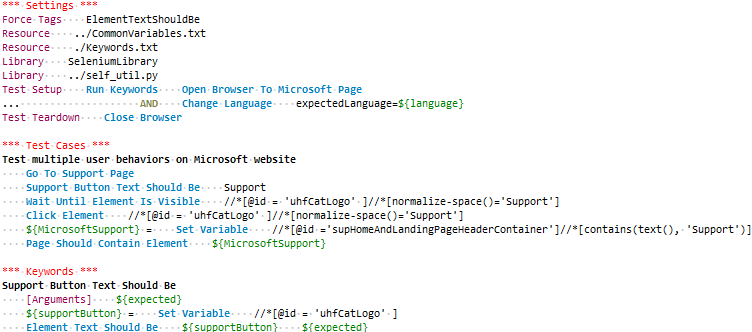 *** Settings ***
Force Tags    ElementTextShouldBe
Resource    ../CommonVariables.txt
Resource    ./Keywords.txt
Library    SeleniumLibrary
Library    ../self_util.py
Test Setup    Run Keywords    Open Browser To Microsoft Page
...                    AND    Change Language    expectedLanguage=${language}
Test Teardown    Close Browser

*** Test Cases ***
Test multiple user behaviors on Microsoft website
    Go To Support Page
    Support Button Text Should Be    Support
    Wait Until Element Is Visible    //*[@id = 'uhfCatLogo' ]//*[normalize-space()='Support']
    Click Element    //*[@id = 'uhfCatLogo' ]//*[normalize-space()='Support']
    ${MicrosoftSupport} =    Set Variable    //*[@id ='supHomeAndLandingPageHeaderContainer']//*[contains(text(), 'Support')]
    Page Should Contain Element    ${MicrosoftSupport}

*** Keywords ***
Support Button Text Should Be
    [Arguments]    ${expected}
    ${supportButton} =    Set Variable    //*[@id = 'uhfCatLogo' ]
    Element Text Should Be    ${supportButton}    ${expected}